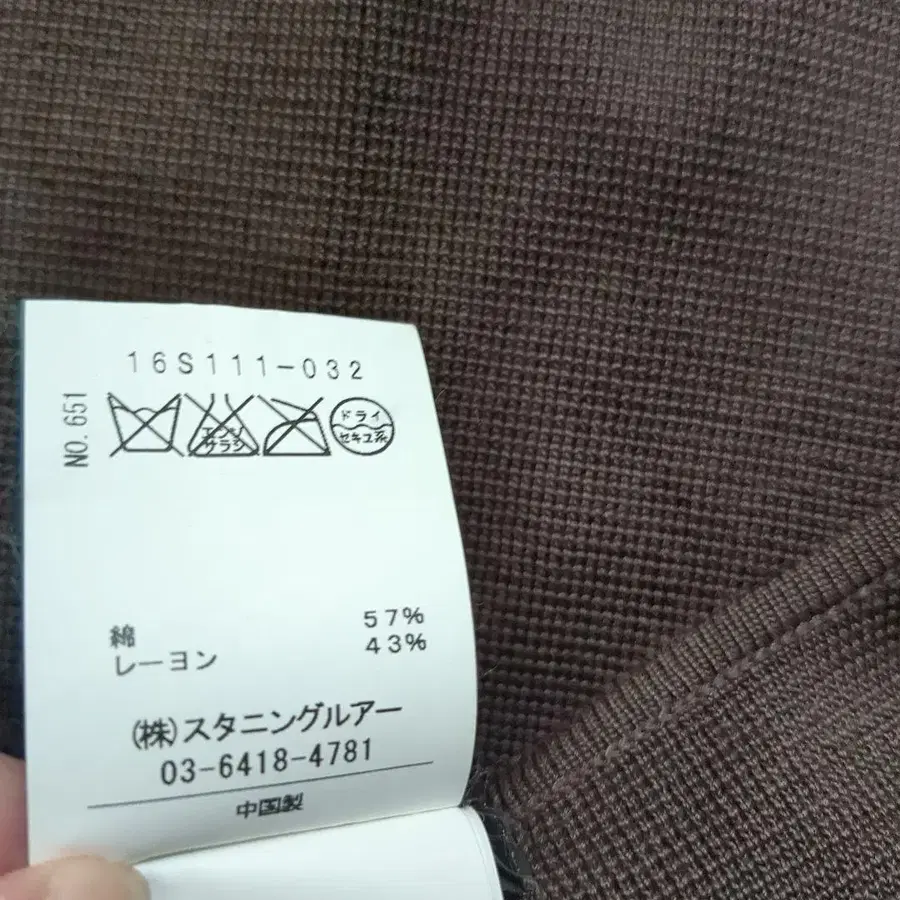 16S111-032
NO. 651
エンソ
サラシ
ドライ
セキユ系
綿 57%
レーヨン 43%
(株)スタニングルアー
03-6418-4781
中国製